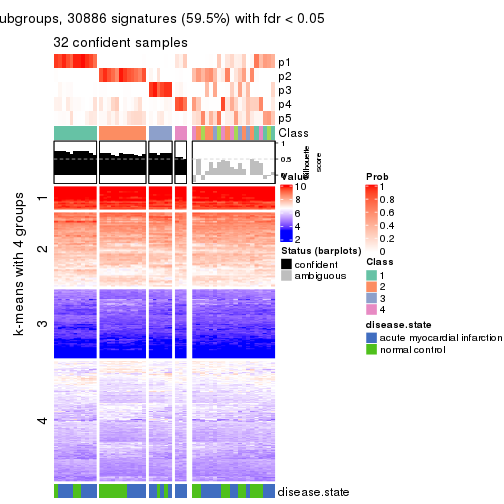 ubgroups, 30886 signatures (59.5%) with fdr < 0.05
32 confident samples
p1
p2
p3
p4
p5
Class
1
0.5
0
silhouette
score
k-means with 4 groups
1
2
3
4
Value
10
8
6
4
2
Status (barplots)
confident
ambiguous
Prob
1
0.8
0.6
0.4
0.2
0
Class
1
2
3
4
disease.state
acute myocardial infarction
normal control
disease.state